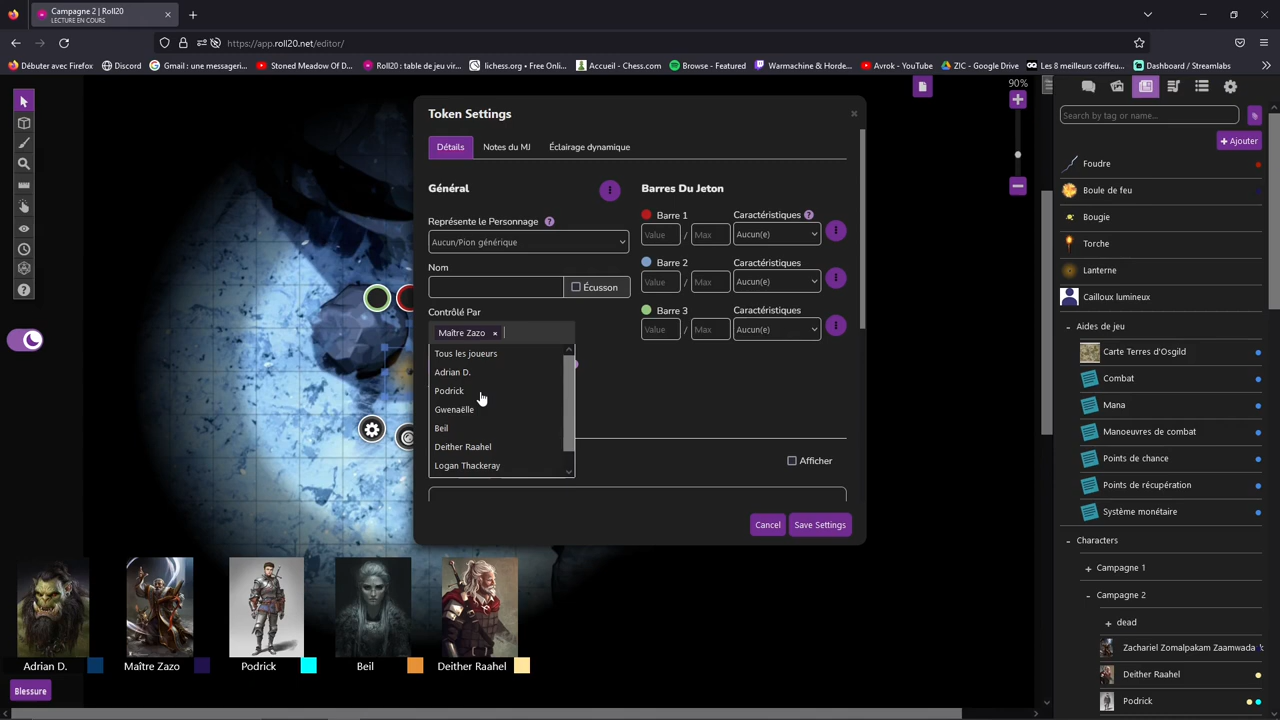 Campagne 2 | Roll20
LECTURE EN COURS
https://app.roll20.net/editor/
Débuter avec Firefox
Discord
Gmail : une messageri…
Stoned Meadow Of D…
Roll20 : table de jeu vir…
lichess.org • Free Onli…
Accueil - Chess.com
Browse - Featured
Warmachine & Horde…
Avrok - YouTube
ZIC - Google Drive
Les 8 meilleurs coiffeu…
Dashboard / Streamlabs
90%
Search by tag or name...
+ Ajouter
Foudre
Boule de feu
Bougie
Torche
Lanterne
Cailloux lumineux
Aides de jeu
Carte Terres d'Osgild
Combat
Mana
Manoeuvres de combat
Points de chance
Points de récupération
Système monétaire
Characters
Campagne 1
Campagne 2
dead
Zachariel Zomalpakam Zaamwada
Deither Raahel
Podrick
Token Settings
Détails
Notes du MJ
Éclairage dynamique
Général
Représente le Personnage
Aucun/Pion générique
Nom
Écusson
Contrôlé Par
Maître Zazo ×
Tous les joueurs
Adrian D.
Podrick
Gwenaëlle
Beil
Deither Raahel
Logan Thackeray
Barres Du Jeton
Barre 1
Caractéristiques
Value / Max
Aucun(e)
Barre 2
Caractéristiques
Value / Max
Aucun(e)
Barre 3
Caractéristiques
Value / Max
Aucun(e)
Afficher
Cancel
Save Settings
Adrian D.
Maître Zazo
Podrick
Beil
Deither Raahel
Blessure